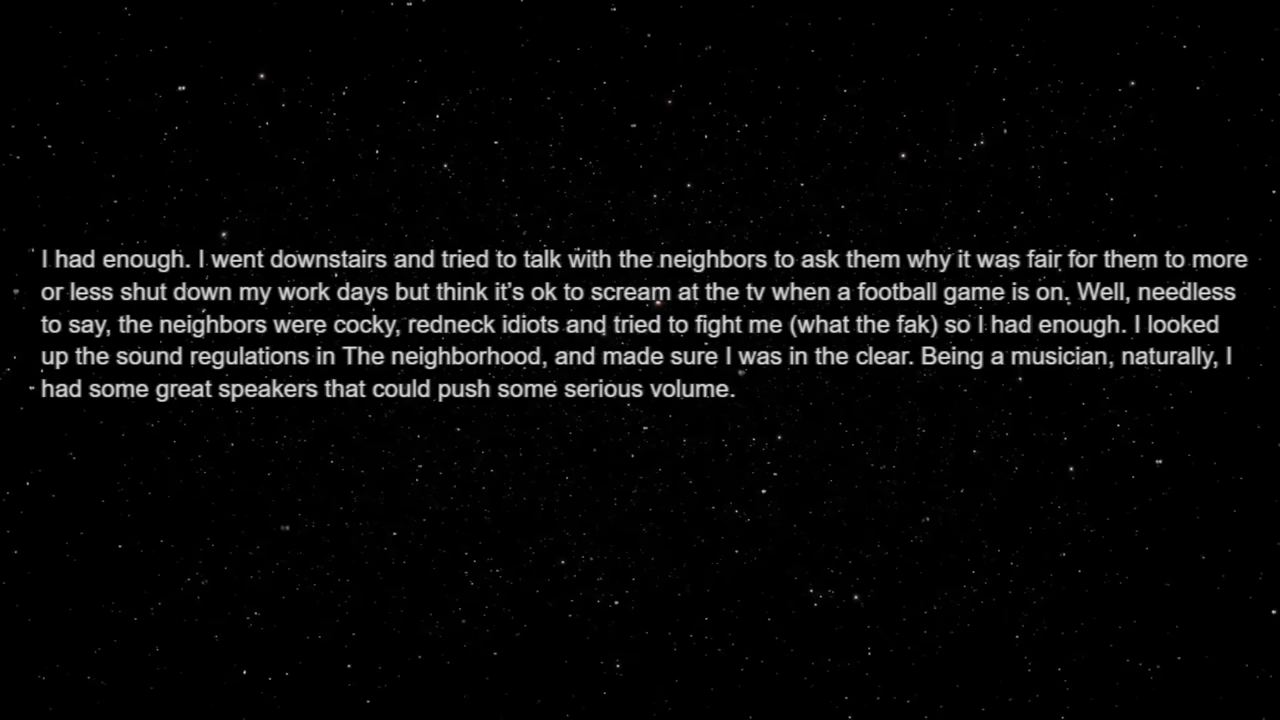 I had enough. I went downstairs and tried to talk with the neighbors to ask them why it was fair for them to more
or less shut down my work days but think it's ok to scream at the tv when a football game is on. Well, needless
to say, the neighbors were cocky, redneck idiots and tried to fight me (what the fak) so I had enough. I looked
up the sound regulations in The neighborhood, and made sure I was in the clear. Being a musician, naturally, I
had some great speakers that could push some serious volume.